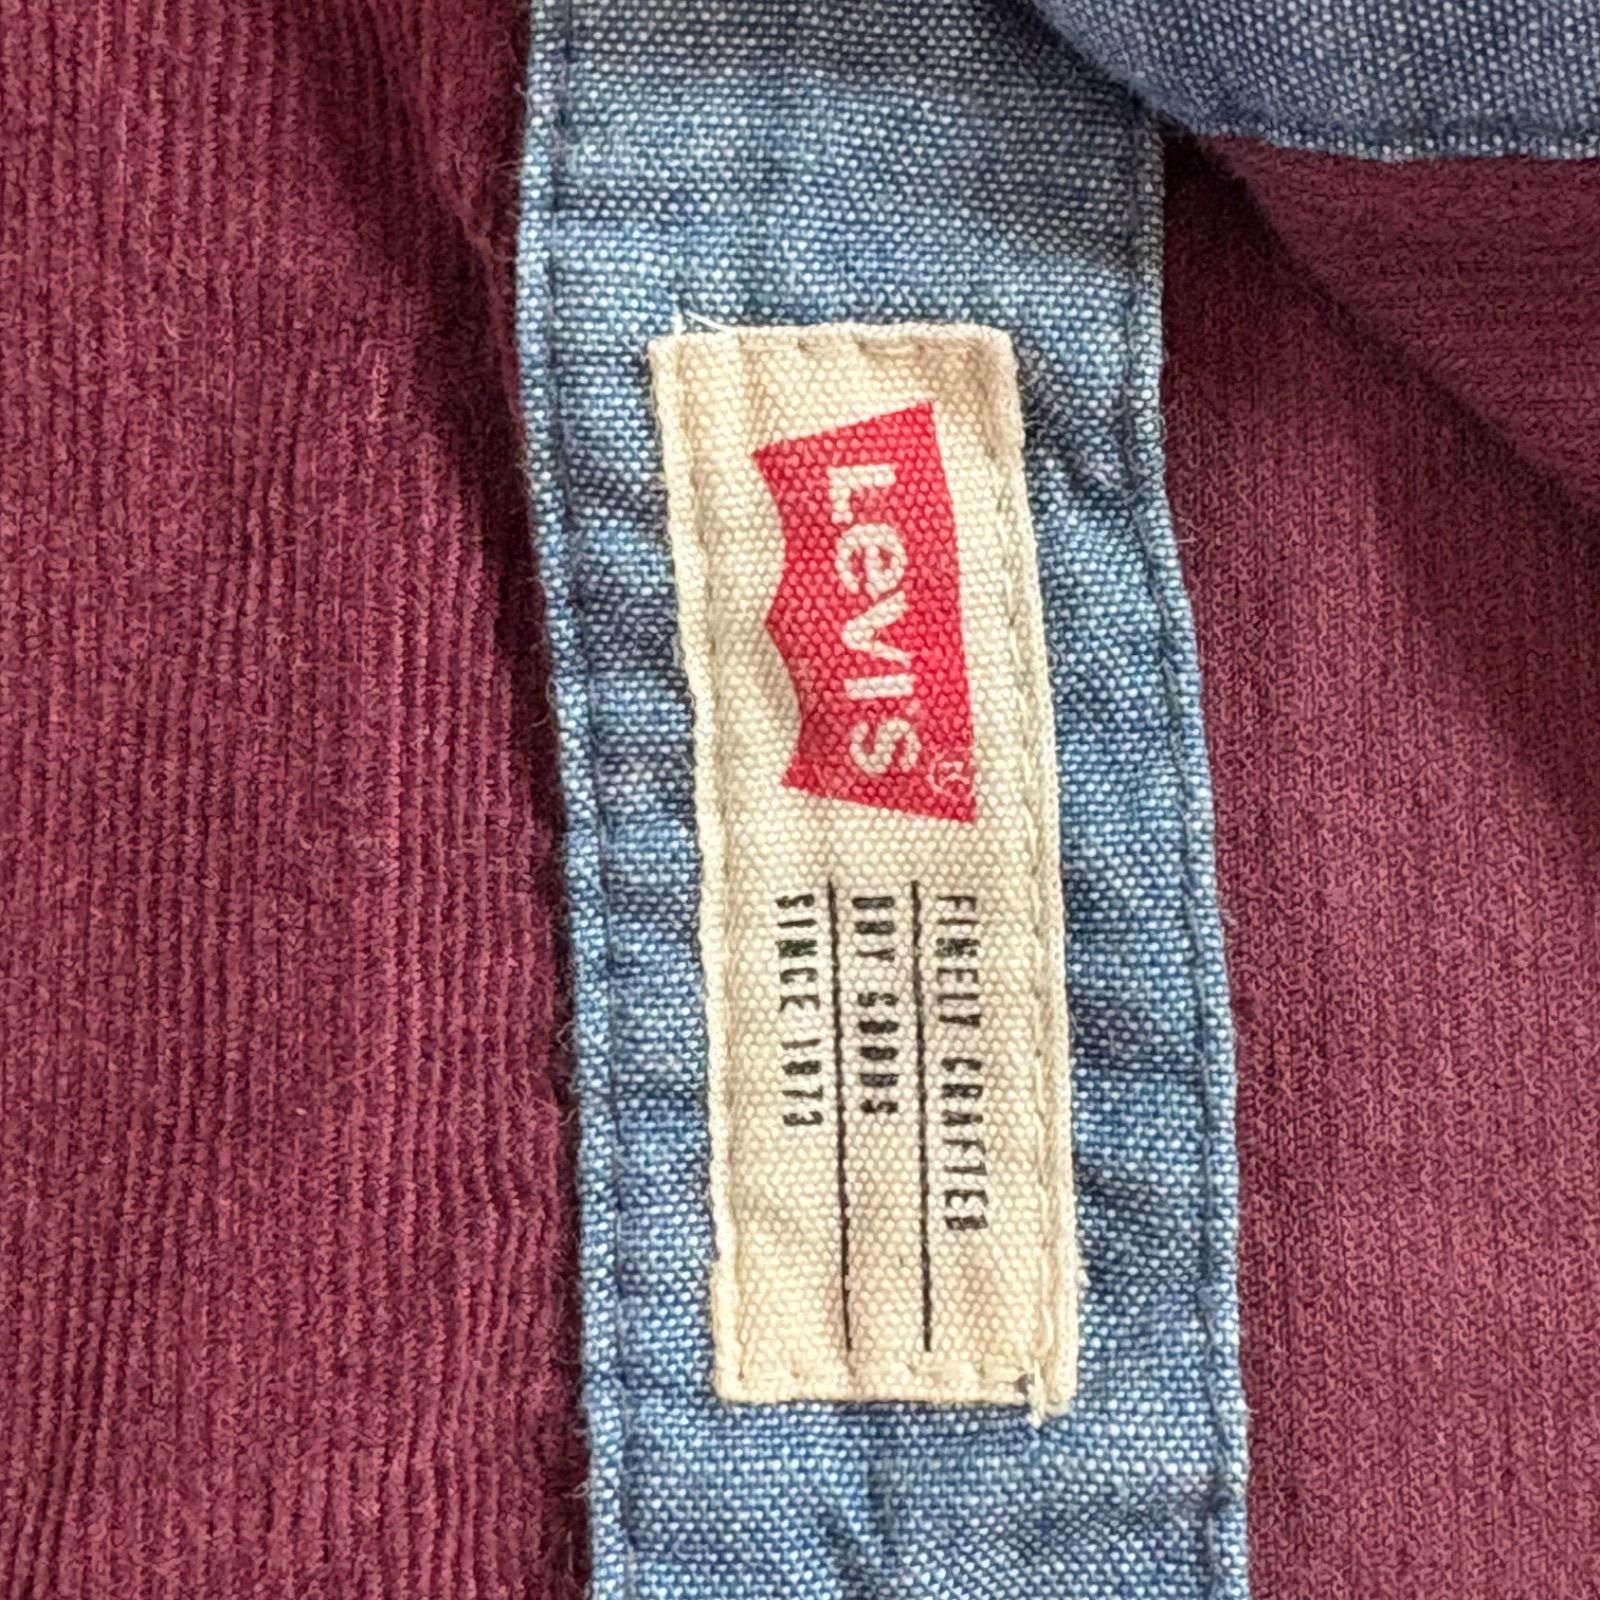 Levi's®
FINELY CRAFTED
DRY GOODS
SINCE 1873